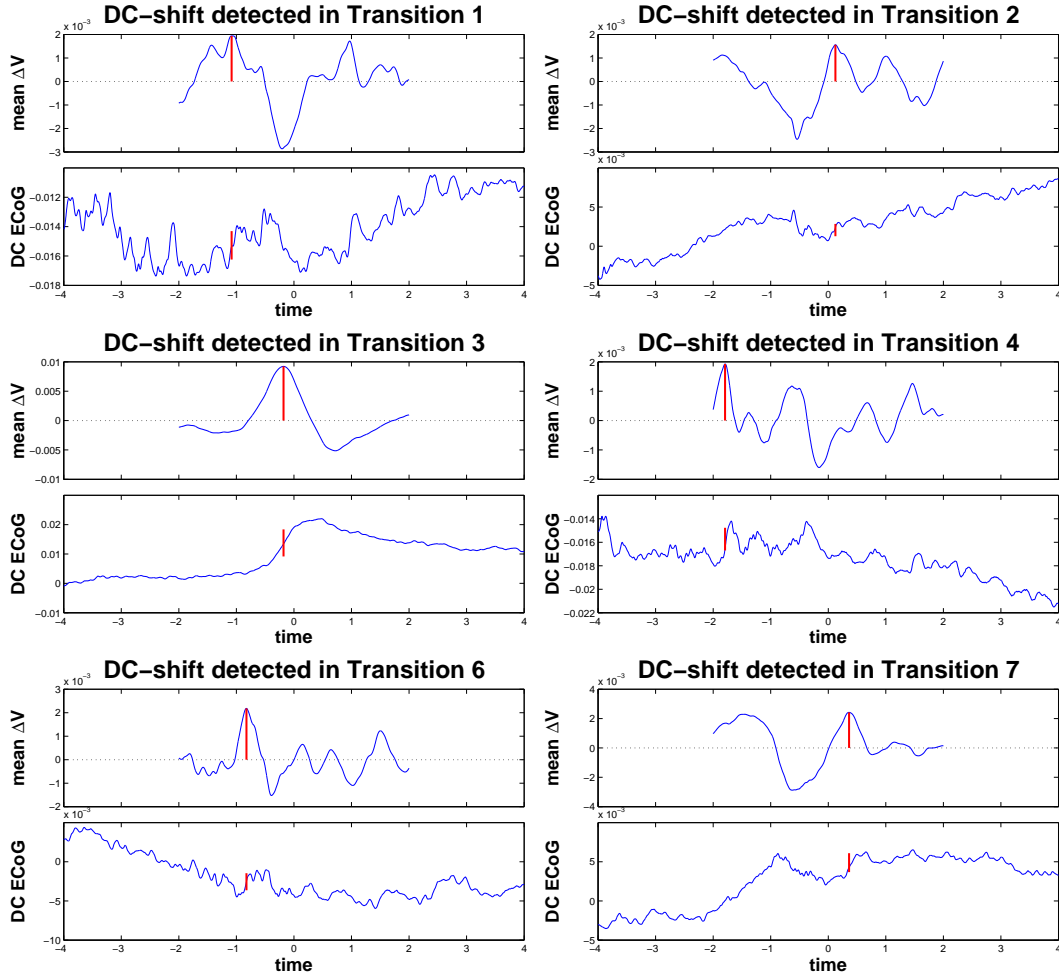 DC−shift detected in Transition 1
x 10⁻³
2
1
0
−1
−2
−3
mean ΔV
−0.012
−0.014
−0.016
−0.018
DC ECoG
−4 −3 −2 −1 0 1 2 3 4
time
DC−shift detected in Transition 2
x 10⁻³
2
1
0
−1
−2
−3
mean ΔV
x 10⁻³
5
0
−5
DC ECoG
−4 −3 −2 −1 0 1 2 3 4
time
DC−shift detected in Transition 3
0.01
0.005
0
−0.005
−0.01
mean ΔV
0.02
0.01
0
−0.01
DC ECoG
−4 −3 −2 −1 0 1 2 3 4
time
DC−shift detected in Transition 4
x 10⁻³
2
1
0
−1
−2
mean ΔV
−0.014
−0.016
−0.018
−0.02
−0.022
DC ECoG
−4 −3 −2 −1 0 1 2 3 4
time
DC−shift detected in Transition 6
x 10⁻³
3
2
1
0
−1
−2
mean ΔV
x 10⁻³
0
−5
−10
DC ECoG
−4 −3 −2 −1 0 1 2 3 4
time
DC−shift detected in Transition 7
x 10⁻³
4
2
0
−2
−4
mean ΔV
x 10⁻³
5
0
−5
DC ECoG
−4 −3 −2 −1 0 1 2 3 4
time